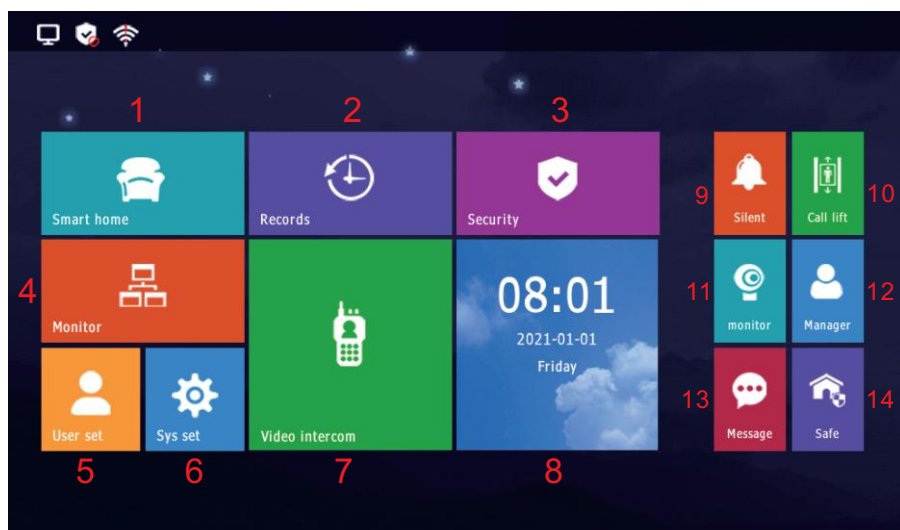 1
2
3
Smart home
Records
Security
9
Silent
Call lift
10
4
Monitor
08:01
2021-01-01
Friday
11
monitor
Manager
12
User set
Sys set
Video intercom
13
Message
Safe
14
5
6
7
8